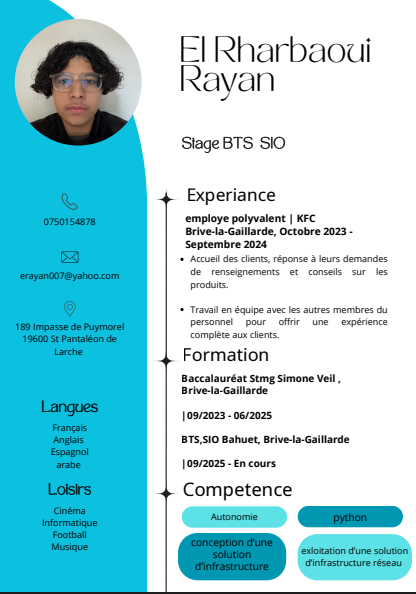 El Rharbaoui
Rayan
Stage BTS SIO
0750154878
erayan007@yahoo.com
189 Impasse de Puymorel
19600 St Pantaléon de
Larche
Langues
Français
Anglais
Espagnol
arabe
Loisirs
Cinéma
Informatique
Football
Musique
Experiance
employe polyvalent | KFC
Brive-la-Gaillarde, Octobre 2023 -
Septembre 2024
• Accueil des clients, réponse à leurs demandes
de renseignements et conseils sur les
produits.
• Travail en équipe avec les autres membres du
personnel pour offrir une expérience
complète aux clients.
Formation
Baccalauréat Stmg Simone Veil ,
Brive-la-Gaillarde
|09/2023 - 06/2025
BTS,SIO Bahuet, Brive-la-Gaillarde
|09/2025 - En cours
Competence
Autonomie
python
conception d'une
solution
d'infrastructure
exloitation d'une solution
d'infrastructure réseau